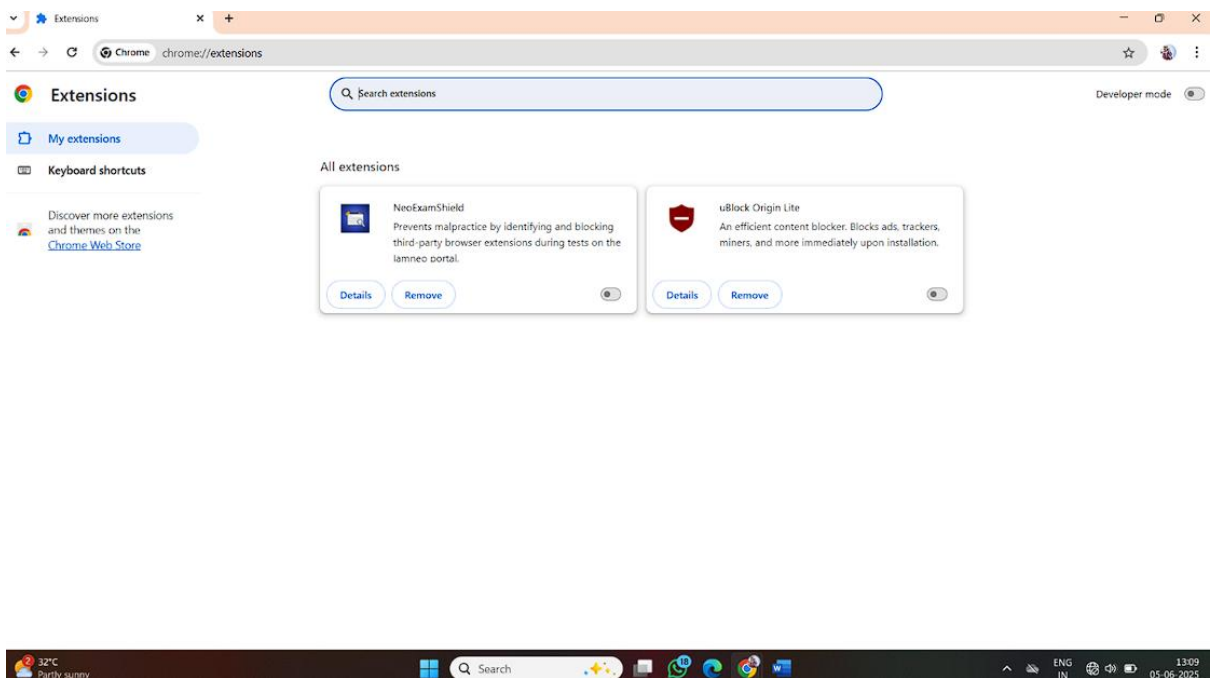 Extensions
Chrome chrome://extensions
Extensions
Search extensions
Developer mode
My extensions
Keyboard shortcuts
Discover more extensions
and themes on the
Chrome Web Store
All extensions
NeoExamShield
Prevents malpractice by identifying and blocking
third-party browser extensions during tests on the
Iamneo portal.
Details Remove
uBlock Origin Lite
An efficient content blocker. Blocks ads, trackers,
miners, and more immediately upon installation.
Details Remove
2
32°C
Partly sunny
Search
18
ENG
IN
13:09
05-06-2025